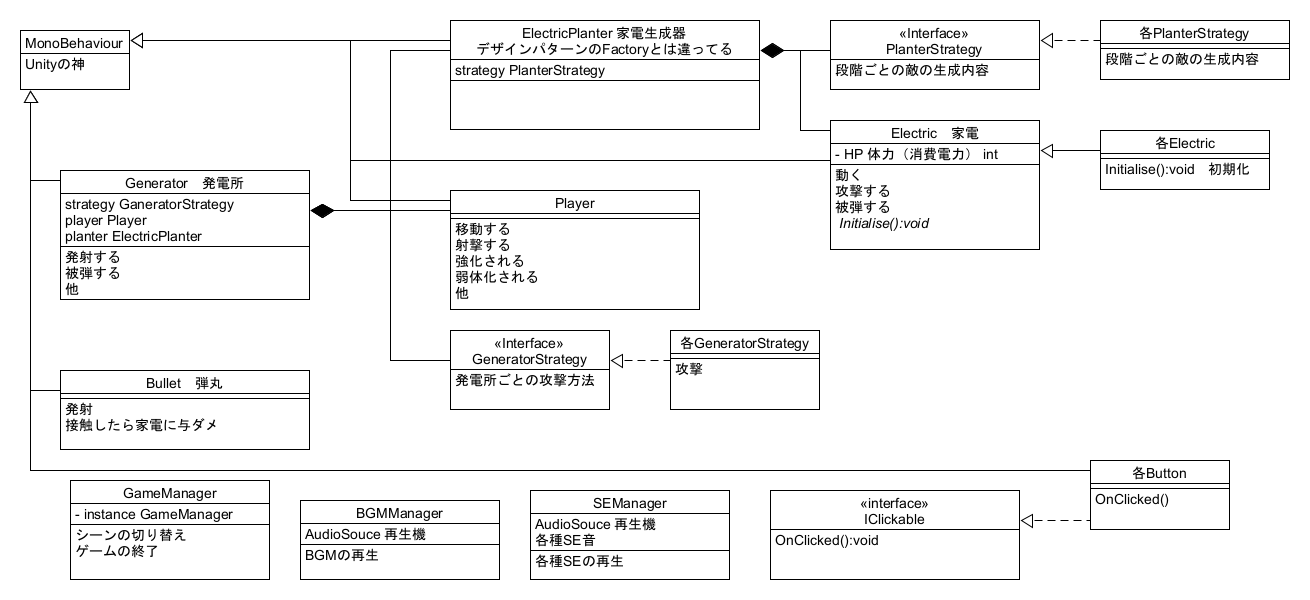 MonoBehaviour
Unityの神
ElectricPlanter 家電生成器
デザインパターンのFactoryとは違ってる
strategy PlanterStrategy
«Interface»
PlanterStrategy
段階ごとの敵の生成内容
各PlanterStrategy
段階ごとの敵の生成内容
Electric　家電
- HP 体力（消費電力） int
動く
攻撃する
被弾する
Initialise():void
各Electric
Initialise():void　初期化
Generator　発電所
strategy GaneratorStrategy
player Player
planter ElectricPlanter
発射する
被弾する
他
Player
移動する
射撃する
強化される
弱体化される
他
«Interface»
GeneratorStrategy
発電所ごとの攻撃方法
各GeneratorStrategy
攻撃
Bullet　弾丸
発射
接触したら家電に与ダメ
各Button
OnClicked()
GameManager
- instance GameManager
シーンの切り替え
ゲームの終了
BGMManager
AudioSouce 再生機
BGMの再生
SEManager
AudioSouce 再生機
各種SE音
各種SEの再生
«interface»
IClickable
OnClicked():void